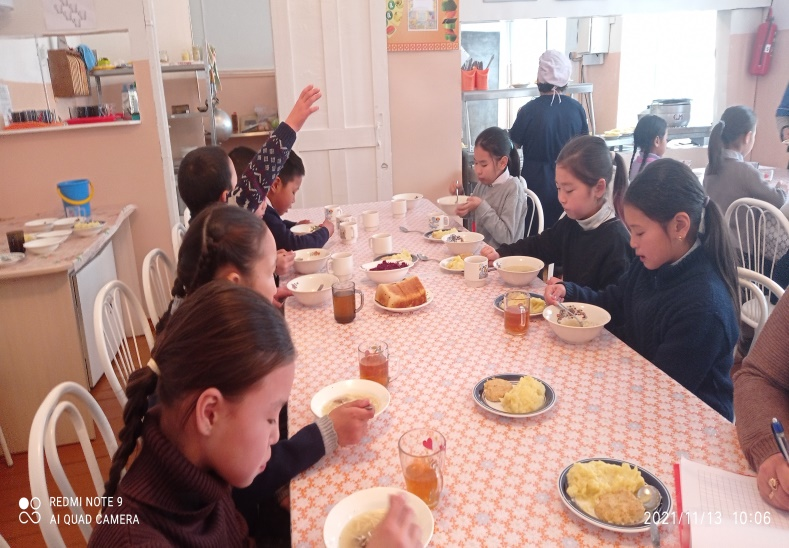 REDMI NOTE 9
AI QUAD CAMERA
2021/11/13 10:06